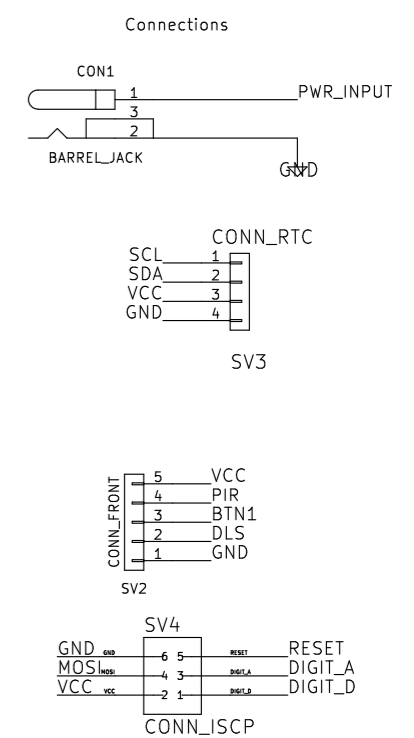 Connections
CON1
1 PWR_INPUT
3
2
BARREL_JACK
GND
CONN_RTC
SCL 1
SDA 2
VCC 3
GND 4
SV3
CONN_FRONT
5 VCC
4 PIR
3 BTN1
2 DLS
1 GND
SV2
SV4
GND GND 6 5 RESET RESET
MOSI MOSI 4 3 DIGIT_A DIGIT_A
VCC VCC 2 1 DIGIT_D DIGIT_D
CONN_ISCP